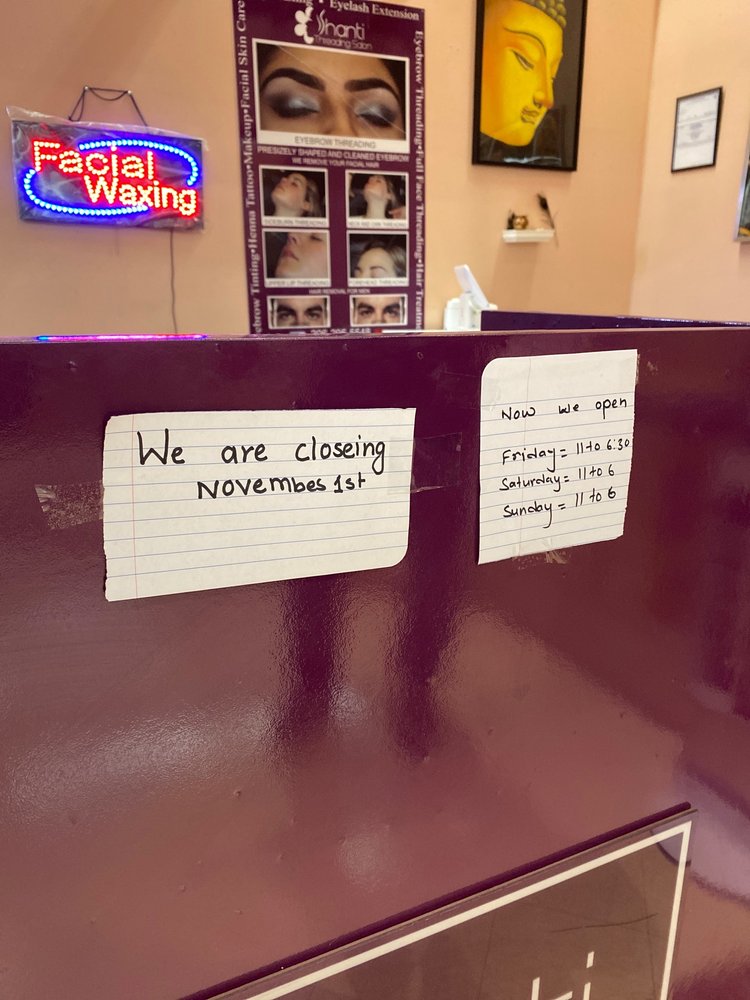 Eyelash Extension
Shanti
Threading Salon
Facial
Waxing
EYEBROW THREADING
PRESIZELY SHAPED AND CLEANED EYEBROW
WE REMOVE YOUR FACIAL HAIR
SIDEBURN THREADING
UPPER LIP THREADING
FOREHEAD THREADING
HAIR REMOVAL FOR MEN
Tinting•Henna Tattoo•Makeup•Facial Skin Care
Eyebrow Threading•Full Face Threading•Hair
We are closeing
Novembes 1st
Now we open
Friday = 11 to 6:30
Saturday = 11 to 6
Sunday = 11 to 6